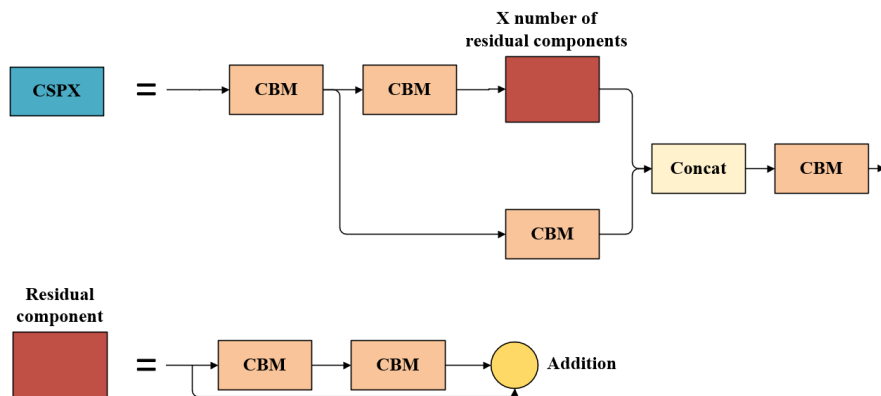 X number of
residual components
CSPX
=
CBM
CBM
Concat
CBM
CBM
Residual
component
=
CBM
CBM
Addition